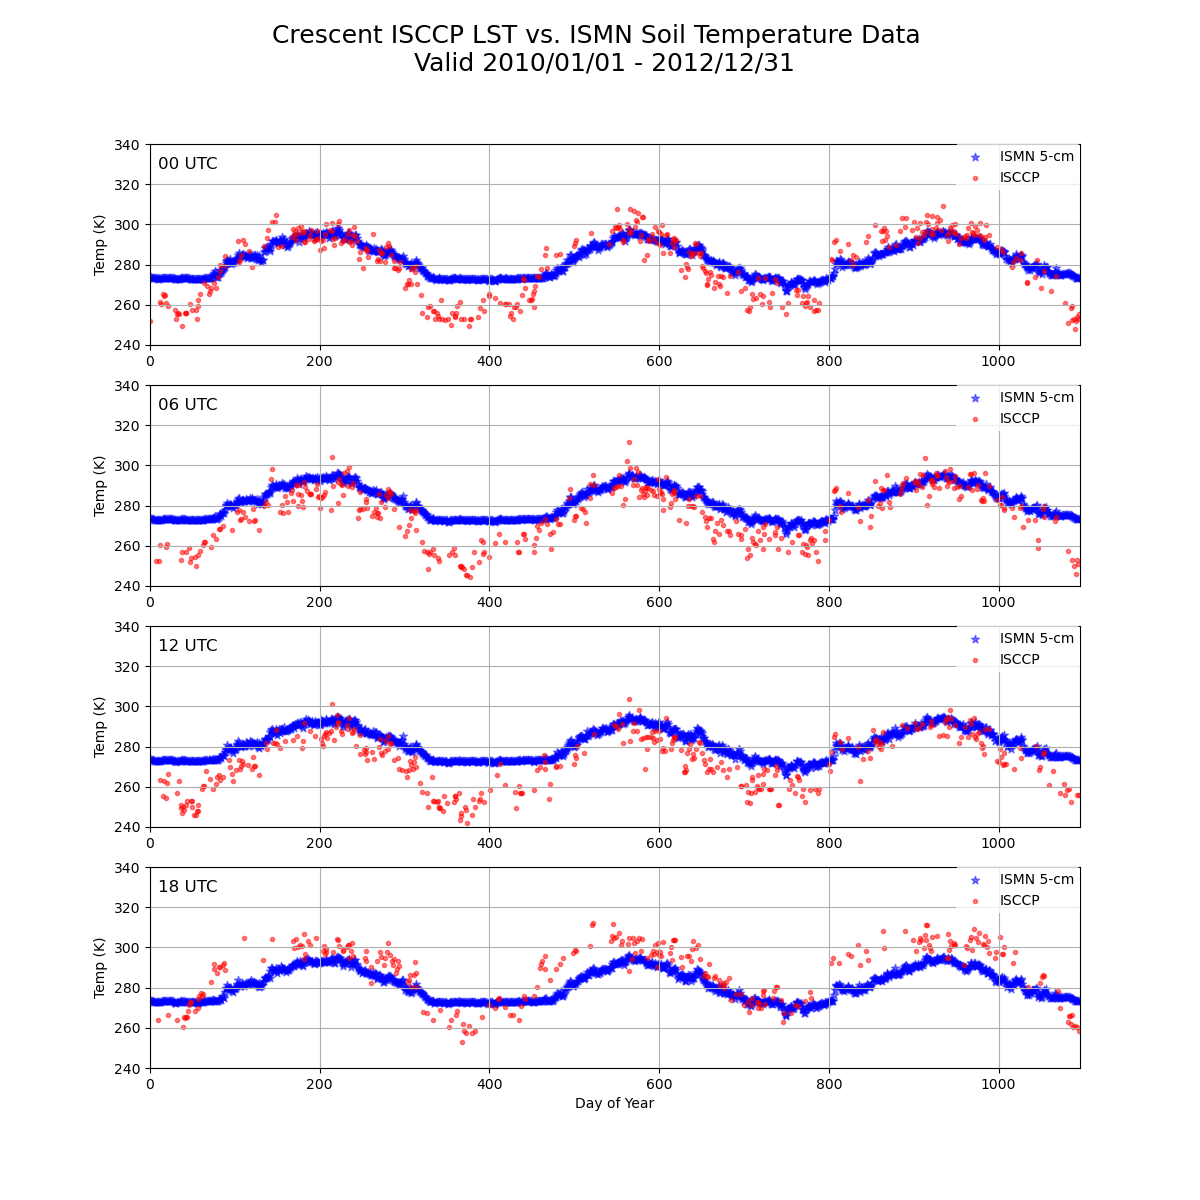 Crescent ISCCP LST vs. ISMN Soil Temperature Data
Valid 2010/01/01 - 2012/12/31
340
320
300
280
260
240
Temp (K)
00 UTC
ISMN 5-cm
ISCCP
0 200 400 600 800 1000
340
320
300
280
260
240
Temp (K)
06 UTC
ISMN 5-cm
ISCCP
0 200 400 600 800 1000
340
320
300
280
260
240
Temp (K)
12 UTC
ISMN 5-cm
ISCCP
0 200 400 600 800 1000
340
320
300
280
260
240
Temp (K)
18 UTC
ISMN 5-cm
ISCCP
0 200 400 600 800 1000
Day of Year